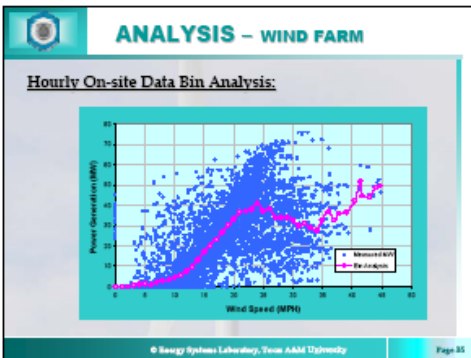 ANALYSIS – WIND FARM
Hourly On-site Data Bin Analysis:
80
70
60
50
40
30
20
10
0
Power Generation (MW)
0 5 10 15 20 25 30 35 40 45 50
Wind Speed (MPH)
Measured MW
Bin Analysis
© Energy Systems Laboratory, Texas A&M University
Page 85